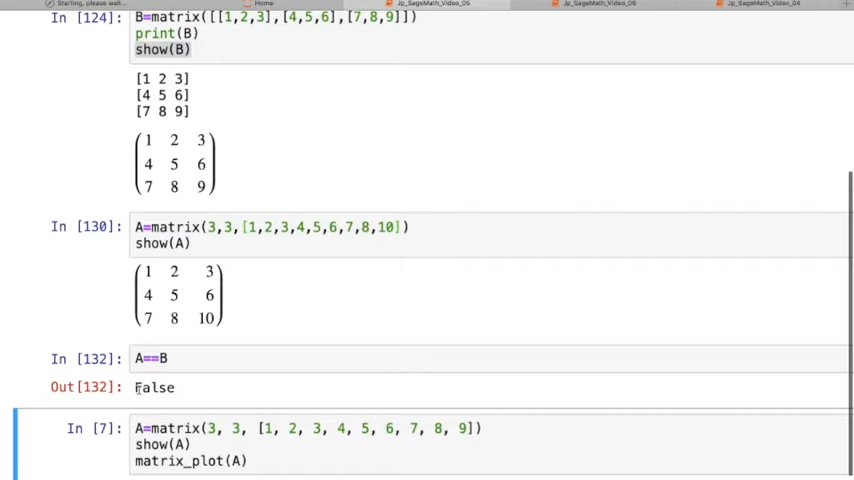 Starting, please wait...
Home
Jp_SageMath_Video_05
Jp_SageMath_Video_06
Jp_SageMath_Video_04
In [124]: B=matrix([[1,2,3],[4,5,6],[7,8,9]])
print(B)
show(B)
[1 2 3]
[4 5 6]
[7 8 9]
1 2 3
4 5 6
7 8 9
In [130]: A=matrix(3,3,[1,2,3,4,5,6,7,8,10])
show(A)
1 2 3
4 5 6
7 8 10
In [132]: A==B
Out[132]: False
In [7]: A=matrix(3, 3, [1, 2, 3, 4, 5, 6, 7, 8, 9])
show(A)
matrix_plot(A)